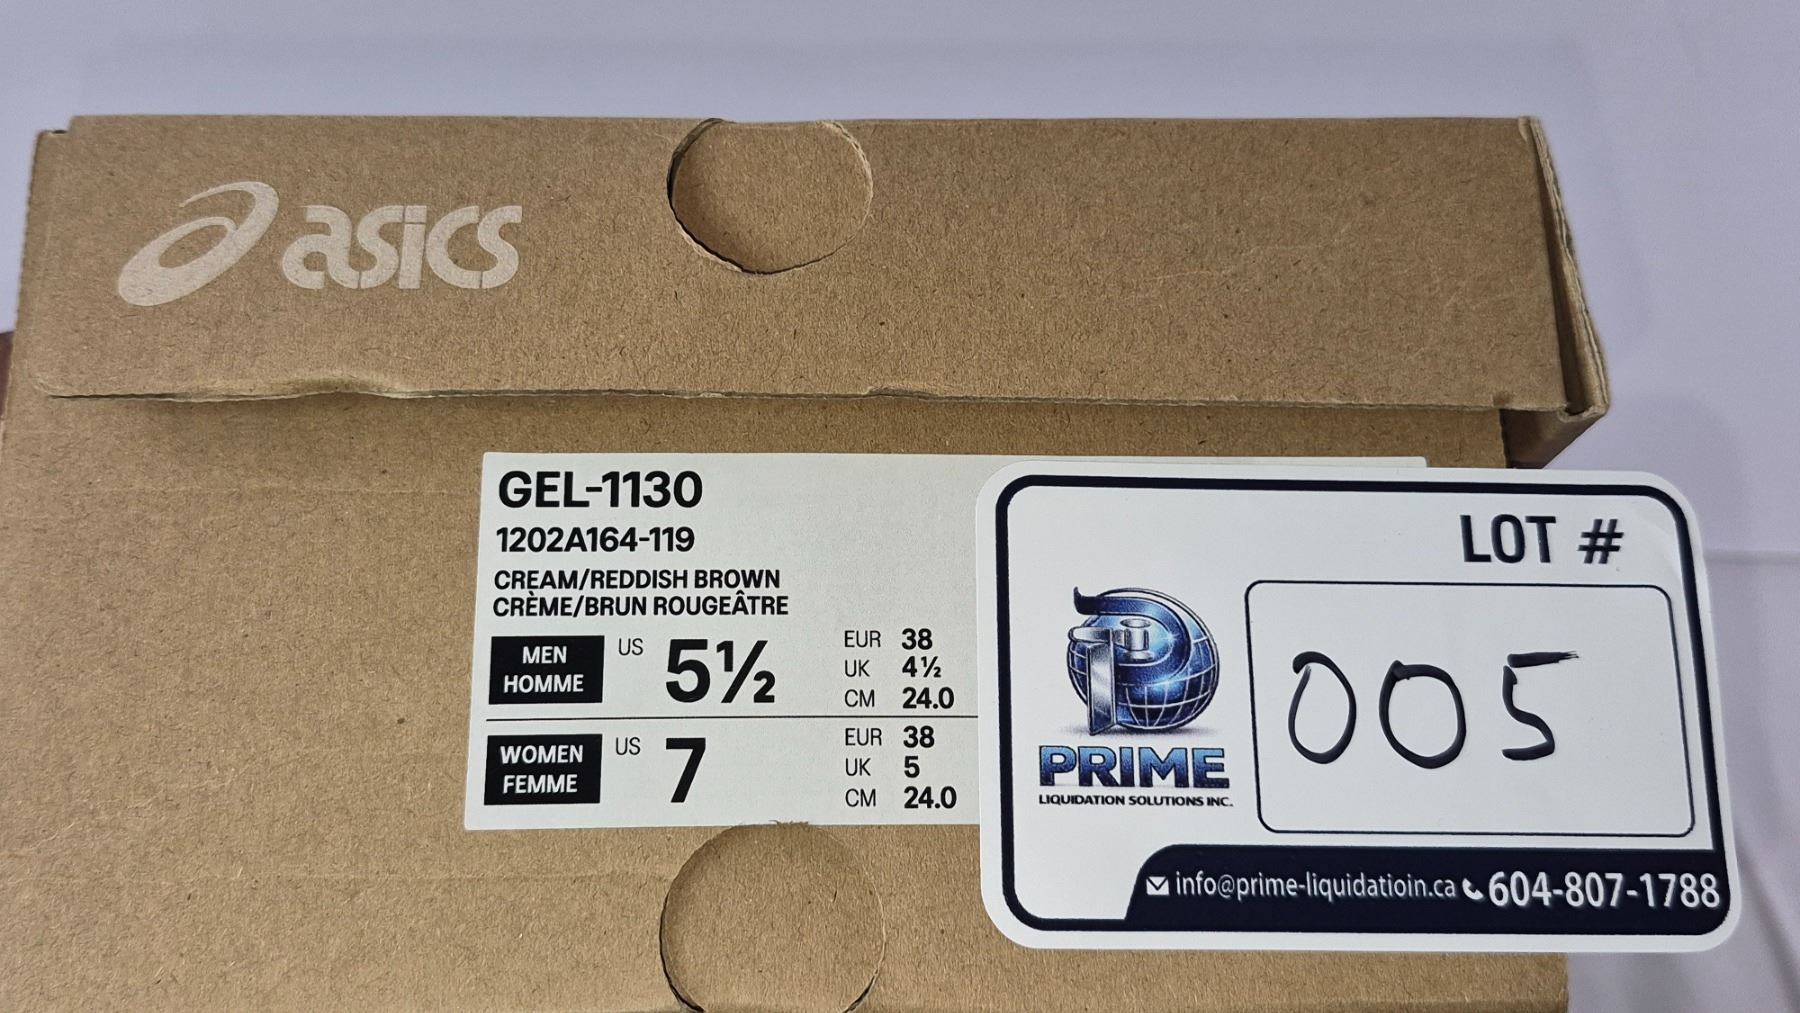 asics
GEL-1130
1202A164-119
CREAM/REDDISH BROWN
CRÈME/BRUN ROUGEÂTRE
MEN
HOMME
US 5½
EUR 38
UK 4½
CM 24.0
WOMEN
FEMME
US 7
EUR 38
UK 5
CM 24.0
LOT #
005
PRIME
LIQUIDATION SOLUTIONS INC.
info@prime-liquidatioin.ca 604-807-1788